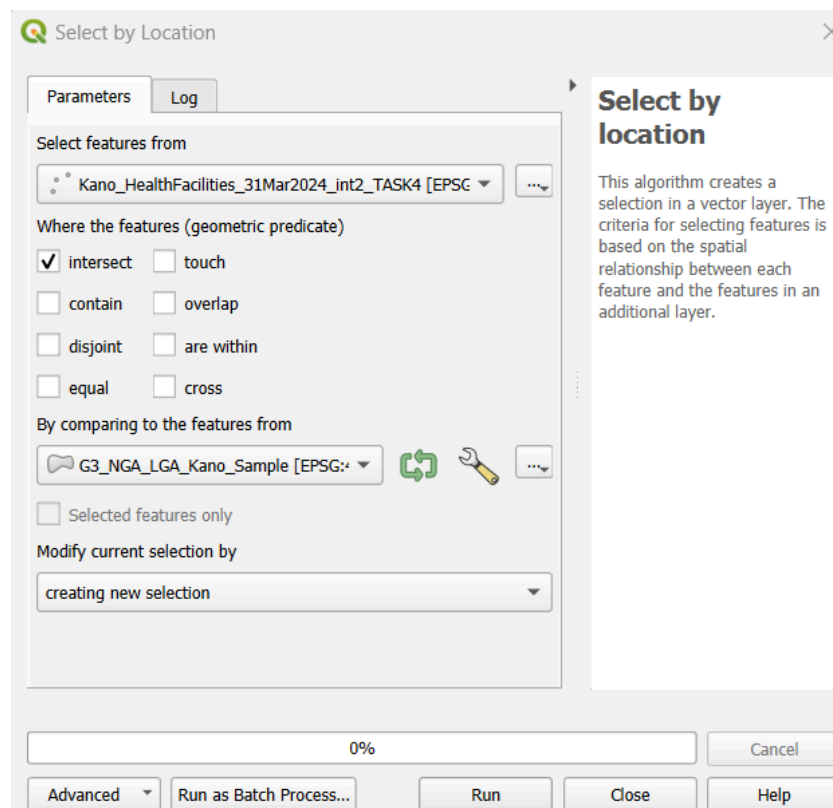 Select by Location
Parameters
Log
Select features from
Kano_HealthFacilities_31Mar2024_int2_TASK4 [EPSG
...
Where the features (geometric predicate)
intersect
touch
contain
overlap
disjoint
are within
equal
cross
By comparing to the features from
G3_NGA_LGA_Kano_Sample [EPSG:4
...
Selected features only
Modify current selection by
creating new selection
Select by
location
This algorithm creates a
selection in a vector layer. The
criteria for selecting features is
based on the spatial
relationship between each
feature and the features in an
additional layer.
0%
Cancel
Advanced
Run as Batch Process...
Run
Close
Help